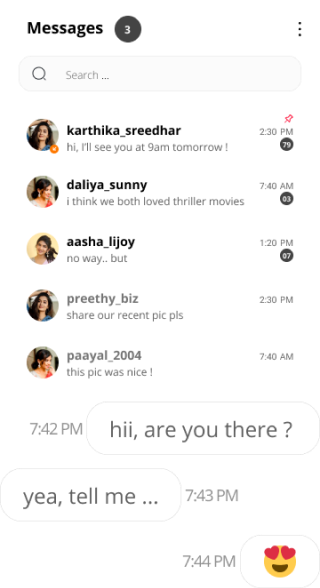 Messages 3
Search ...
karthika_sreedhar 2:30 PM
hi, I'll see you at 9am tomorrow ! 79
daliya_sunny 7:40 AM
i think we both loved thriller movies 03
aasha_lijoy 1:20 PM
no way.. but 07
preethy_biz 2:30 PM
share our recent pic pls
paayal_2004 7:40 AM
this pic was nice !
7:42 PM hii, are you there ?
yea, tell me ... 7:43 PM
7:44 PM 😍